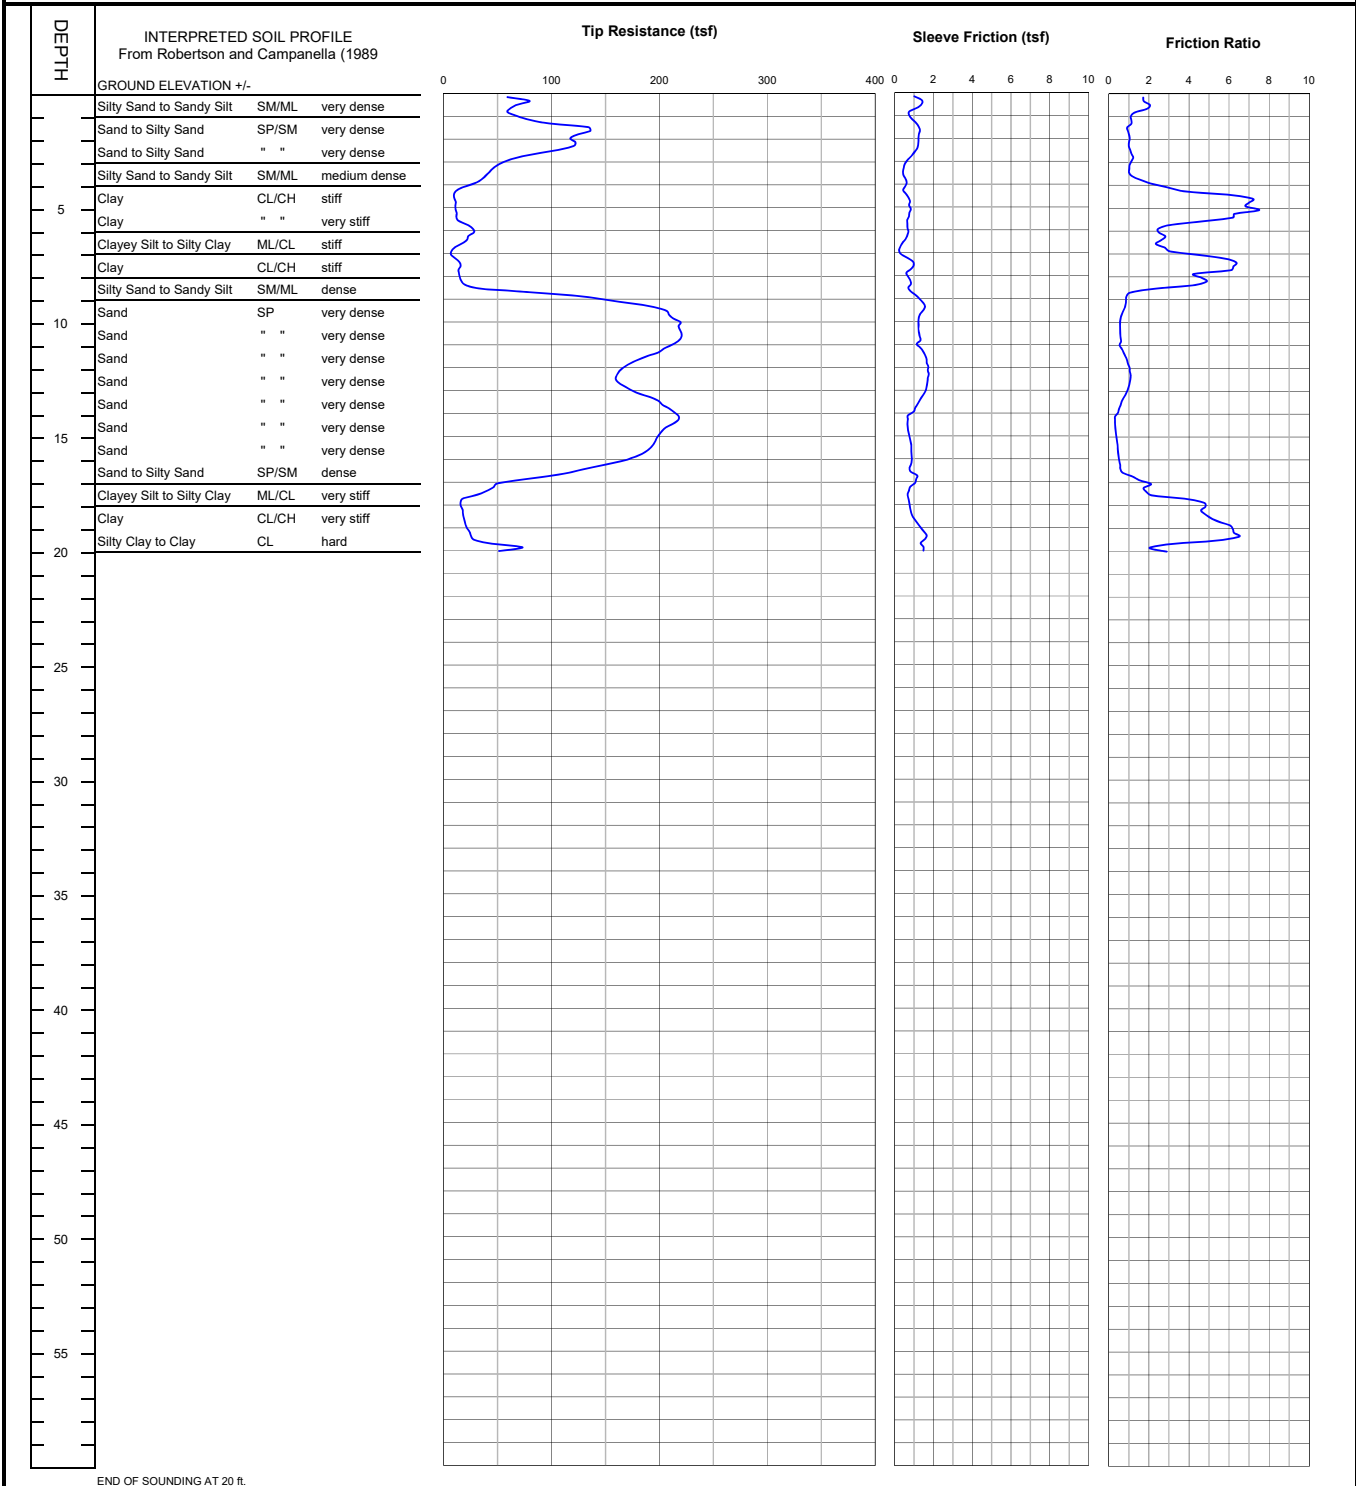 DEPTH
INTERPRETED SOIL PROFILE
From Robertson and Campanella (1989
GROUND ELEVATION +/-
Tip Resistance (tsf)
0 100 200 300 400
Sleeve Friction (tsf)
0 2 4 6 8 10
Friction Ratio
0 2 4 6 8 10
Silty Sand to Sandy Silt SM/ML very dense
Sand to Silty Sand SP/SM very dense
Sand to Silty Sand " " very dense
Silty Sand to Sandy Silt SM/ML medium dense
Clay CL/CH stiff
5
Clay " " very stiff
Clayey Silt to Silty Clay ML/CL stiff
Clay CL/CH stiff
Silty Sand to Sandy Silt SM/ML dense
Sand SP very dense
10
Sand " " very dense
Sand " " very dense
Sand " " very dense
Sand " " very dense
Sand " " very dense
15
Sand " " very dense
Sand to Silty Sand SP/SM dense
Clayey Silt to Silty Clay ML/CL very stiff
Clay CL/CH very stiff
Silty Clay to Clay CL hard
20
25
30
35
40
45
50
55
END OF SOUNDING AT 20 ft.